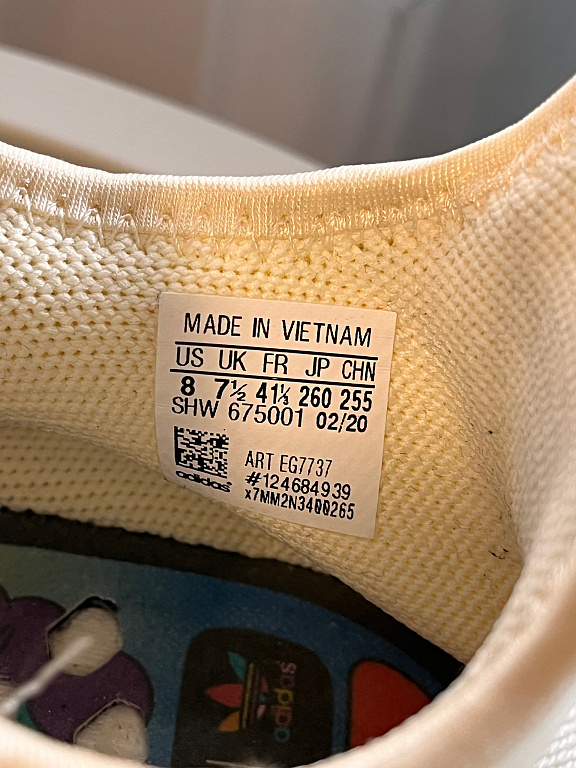 MADE IN VIETNAM
US UK FR JP CHN
8 7½ 41⅓ 260 255
SHW 675001 02/20
ART EG7737
adidas
#124684939
x7MM2N3400265
adidas